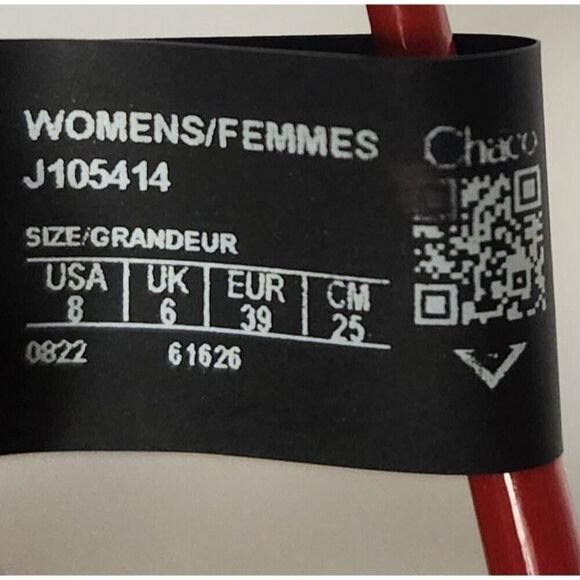 WOMENS/FEMMES
J105414
Chaco
SIZE/GRANDEUR
USA UK EUR CM
8 6 39 25
0822 61626